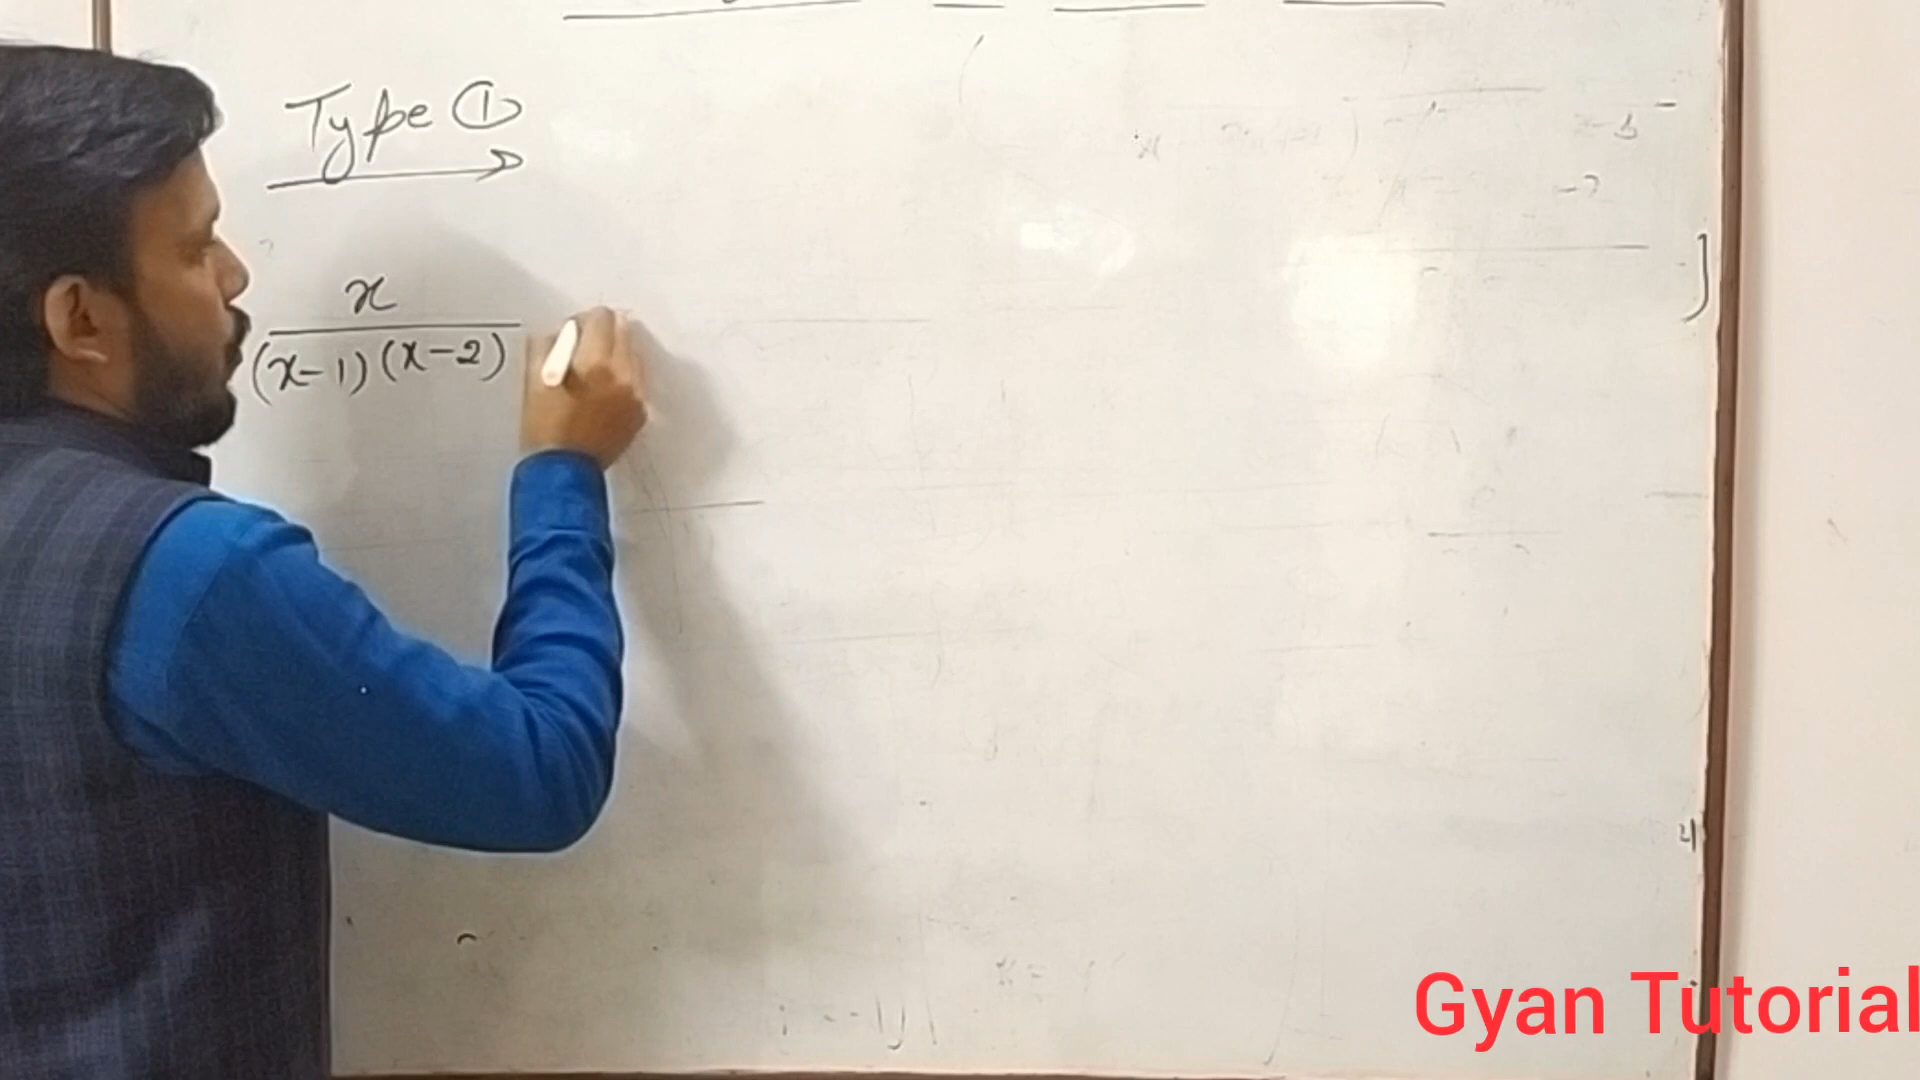 Type ①
x
(x-1) (x-2)
Gyan Tutorial